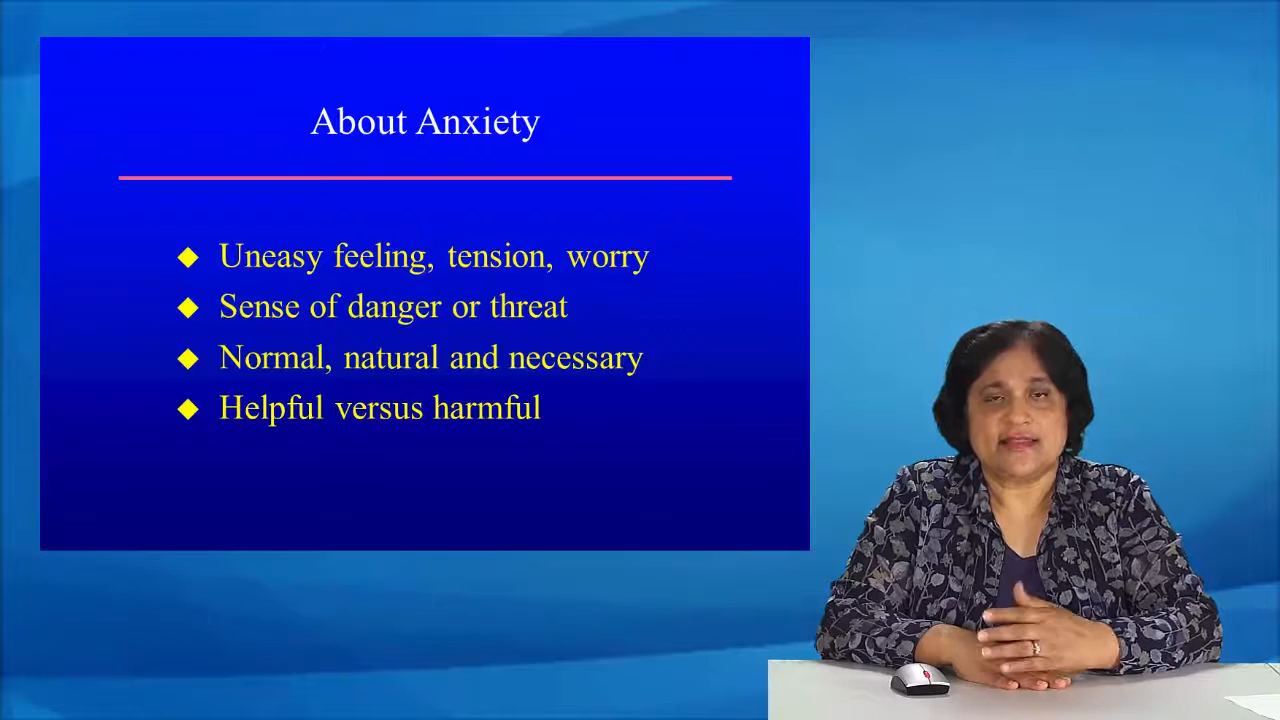 About Anxiety
Uneasy feeling, tension, worry
Sense of danger or threat
Normal, natural and necessary
Helpful versus harmful